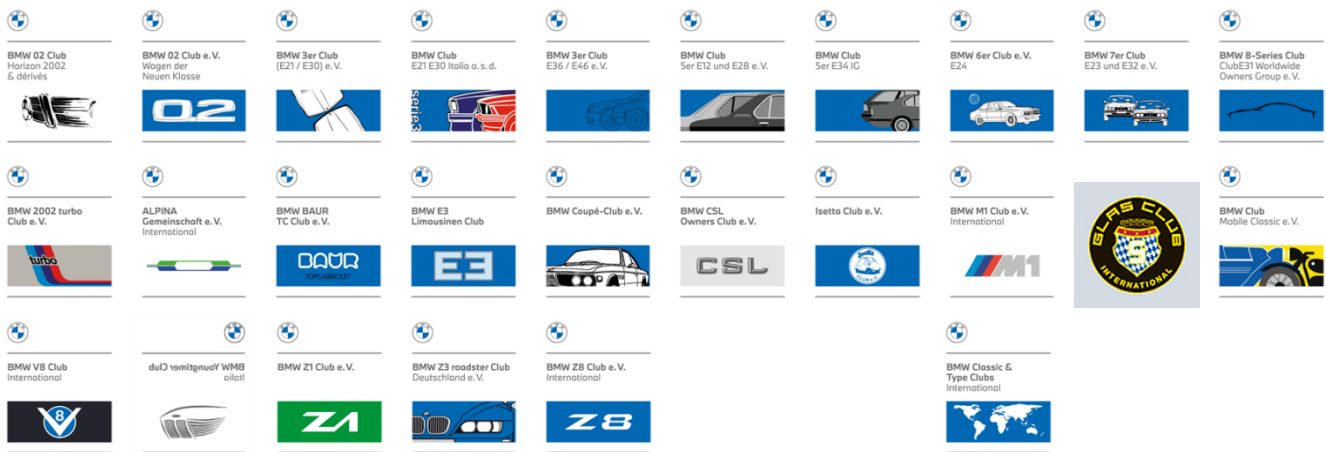 BMW 02 Club
Horizon 2002
& dérivés
BMW 02 Club e. V.
Wagen der
Neuen Klasse
02
BMW 3er Club
(E21 / E30) e. V.
BMW Club
E21 E30 Italia a. s. d.
serie3
BMW 3er Club
E36 / E46 e. V.
BMW Club
5er E12 und E28 e. V.
BMW Club
5er E34 IG
BMW 6er Club e. V.
E24
BMW 7er Club
E23 und E32 e. V.
BMW 8-Series Club
ClubE31 Worldwide
Owners Group e. V.
BMW 2002 turbo
Club e. V.
turbo
ALPINA
Gemeinschaft e. V.
International
BMW BAUR
TC Club e. V.
BAUR
TOPCABRIOLET
BMW E3
Limousinen Club
E3
BMW Coupé-Club e. V.
BMW CSL
Owners Club e. V.
CSL
Isetta Club e. V.
CLUB e.V.
BMW M1 Club e. V.
International
M1
GLAS CLUB
INTERNATIONAL
BMW Club
Mobile Classic e. V.
BMW V8 Club
International
V8
BMW Youngtimer Club
Italia
BMW Z1 Club e. V.
Z1
BMW Z3 roadster Club
Deutschland e. V.
BMW Z8 Club e. V.
International
Z8
BMW Classic &
Type Clubs
International